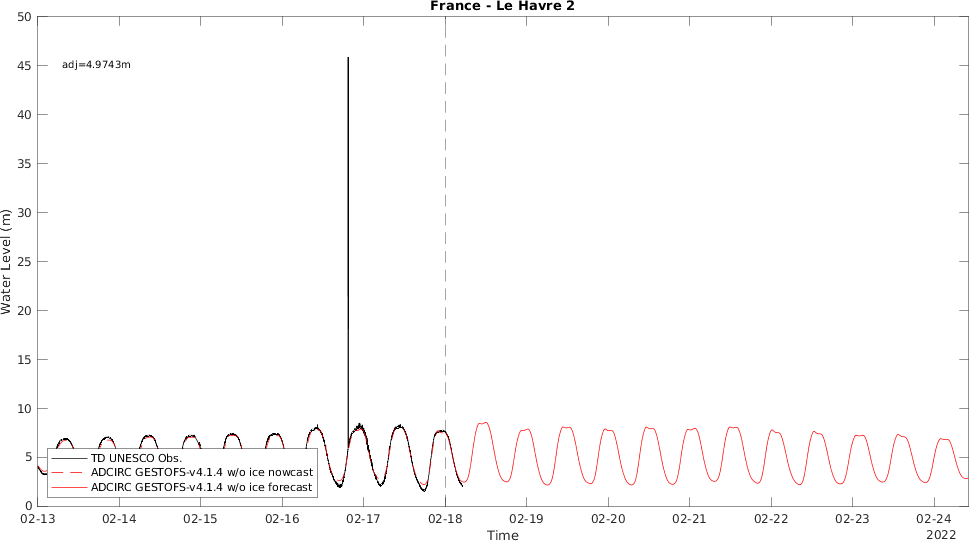 France - Le Havre 2
adj=4.9743m
50
45
40
35
30
25
20
15
10
5
0
Water Level (m)
TD UNESCO Obs.
ADCIRC GESTOFS-v4.1.4 w/o ice nowcast
ADCIRC GESTOFS-v4.1.4 w/o ice forecast
02-13 02-14 02-15 02-16 02-17 02-18 02-19 02-20 02-21 02-22 02-23 02-24
Time
2022